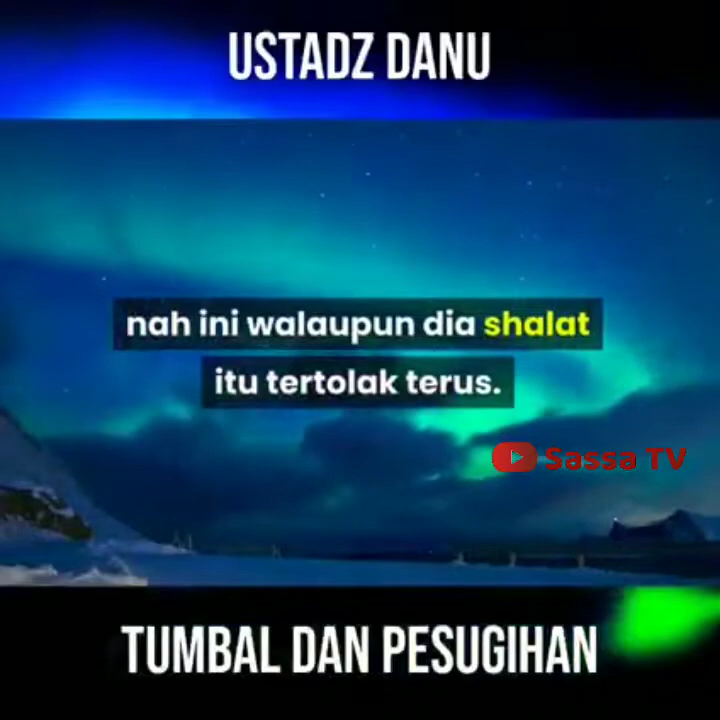 USTADZ DANU
nah ini walaupun dia shalat
itu tertolak terus.
Sassa TV
TUMBAL DAN PESUGIHAN